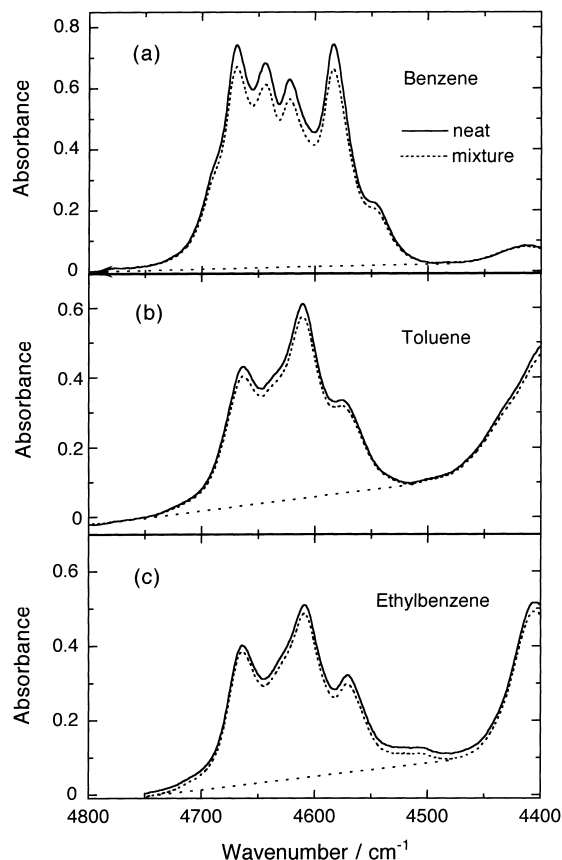 0.8
(a)
Benzene
0.6
Absorbance
neat
0.4
mixture
0.2
0
0.6
(b)
Toluene
Absorbance
0.4
0.2
0
0.6
(c)
Ethylbenzene
Absorbance
0.4
0.2
0
4800 4700 4600 4500 4400
Wavenumber / cm⁻¹